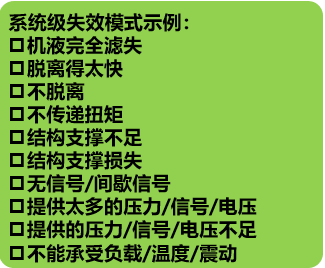 系统级失效模式示例：
□机液完全滤失
□脱离得太快
□不脱离
□不传递扭矩
□结构支撑不足
□结构支撑损失
□无信号/间歇信号
□提供太多的压力/信号/电压
□提供的压力/信号/电压不足
□不能承受负载/温度/震动